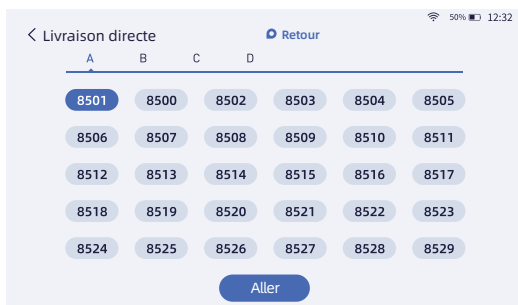 50% 12:32
Livraison directe Retour
A B C D
8501 8500 8502 8503 8504 8505
8506 8507 8508 8509 8510 8511
8512 8513 8514 8515 8516 8517
8518 8519 8520 8521 8522 8523
8524 8525 8526 8527 8528 8529
Aller